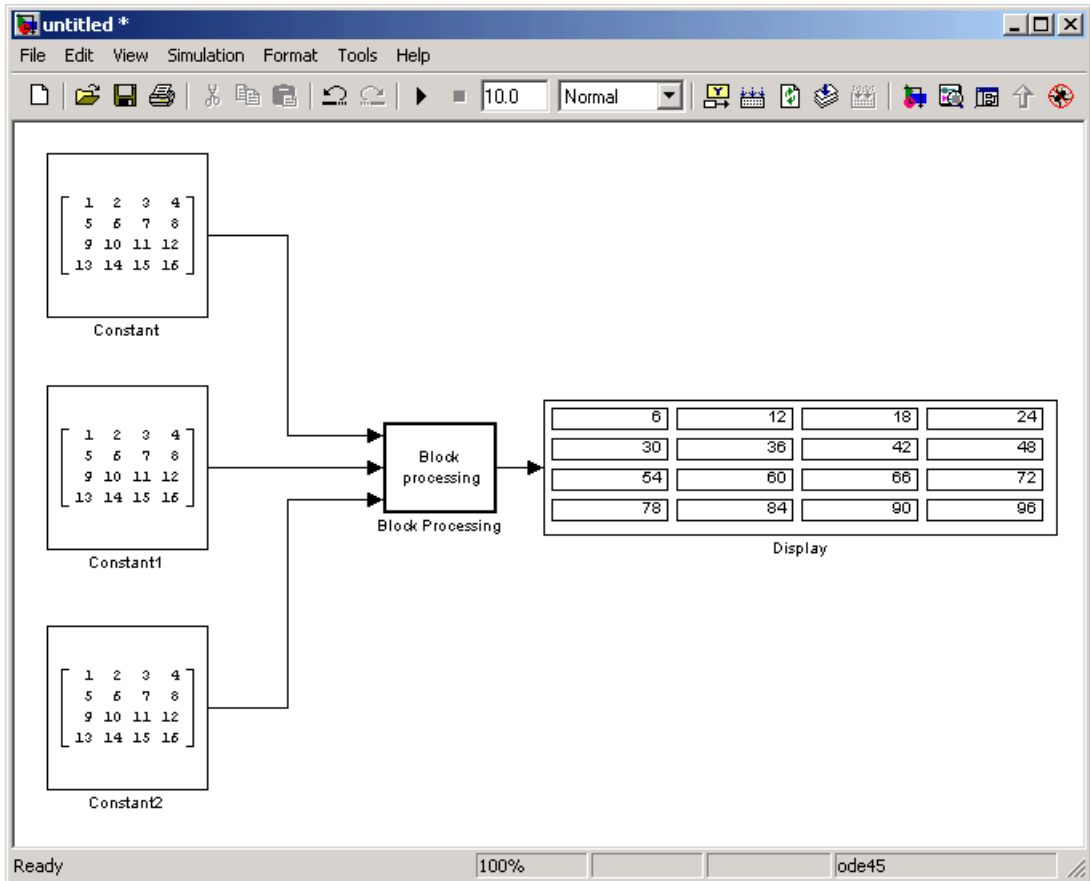 untitled *
File Edit View Simulation Format Tools Help
10.0 Normal
1 2 3 4
5 6 7 8
9 10 11 12
13 14 15 16
Constant
1 2 3 4
5 6 7 8
9 10 11 12
13 14 15 16
Constant1
Block
processing
Block Processing
6 12 18 24
30 36 42 48
54 60 66 72
78 84 90 96
Display
1 2 3 4
5 6 7 8
9 10 11 12
13 14 15 16
Constant2
Ready 100% ode45